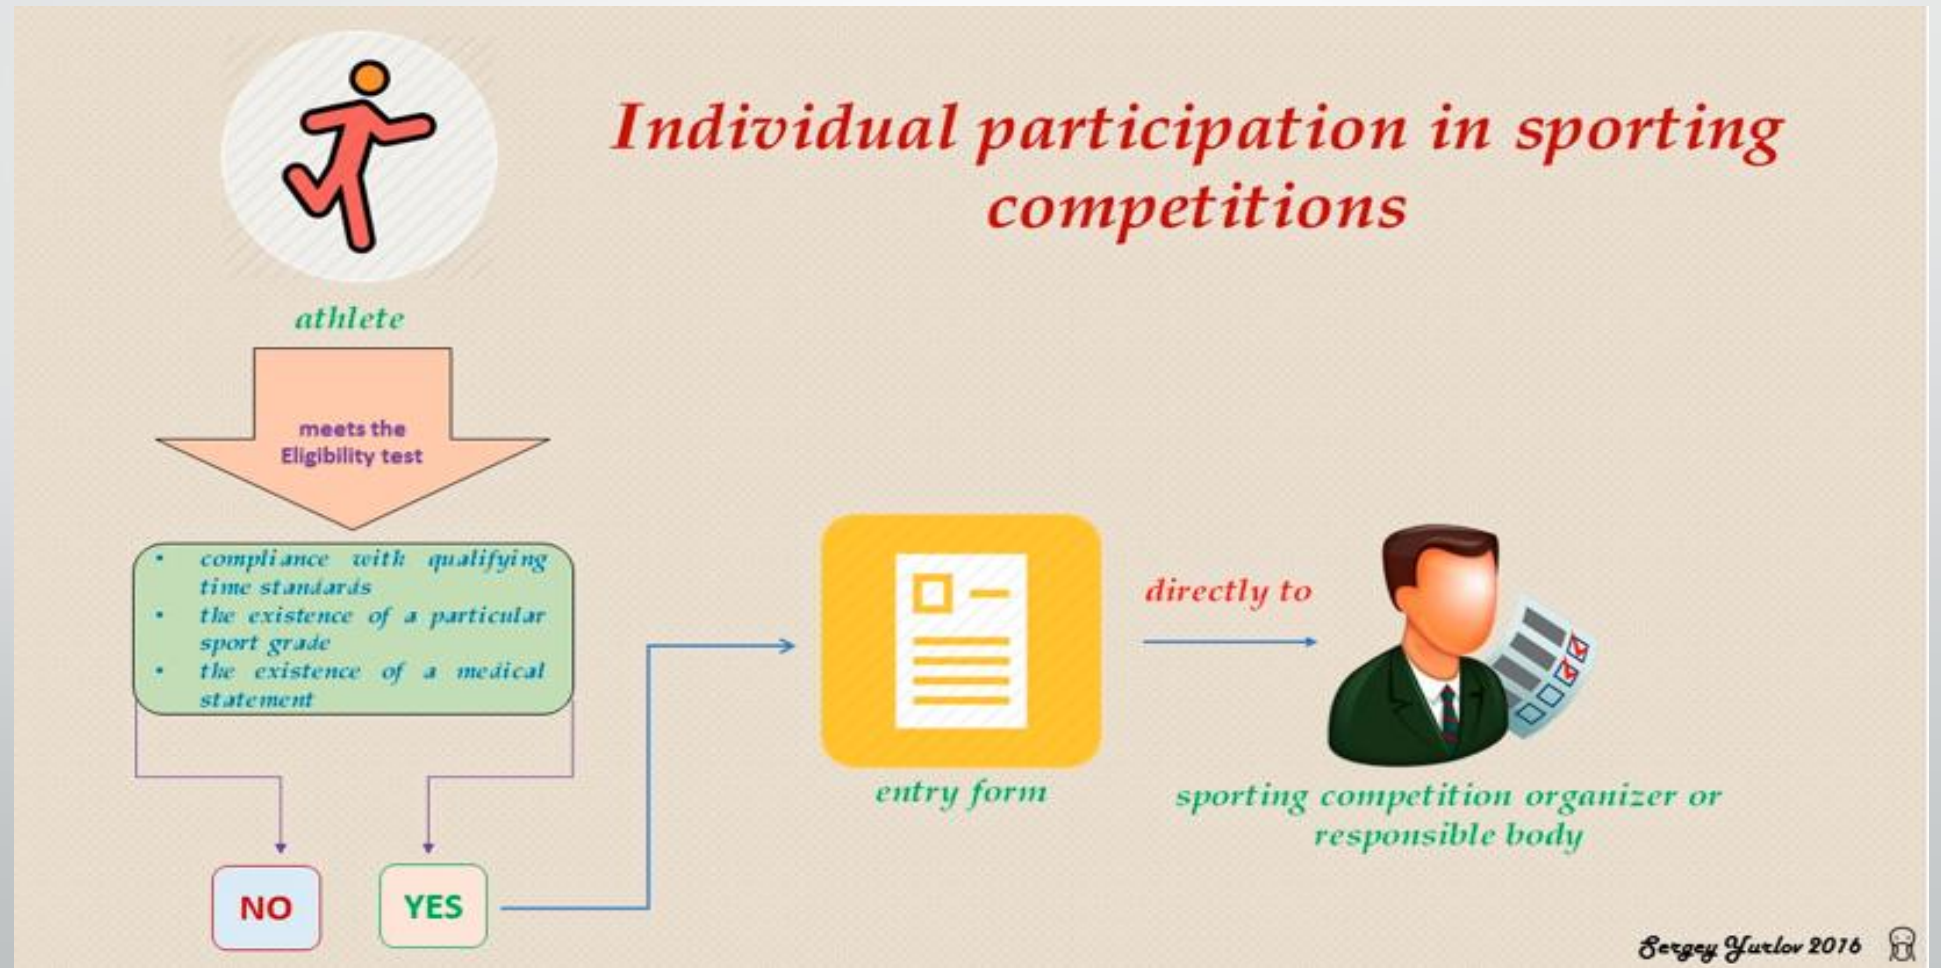 Individual participation in sporting
competitions
athlete
meets the
Eligibility test
• compliance with qualifying
time standards
• the existence of a particular
sport grade
• the existence of a medical
statement
NO
YES
entry form
directly to
sporting competition organizer or
responsible body
Sergey Yurlov 2016